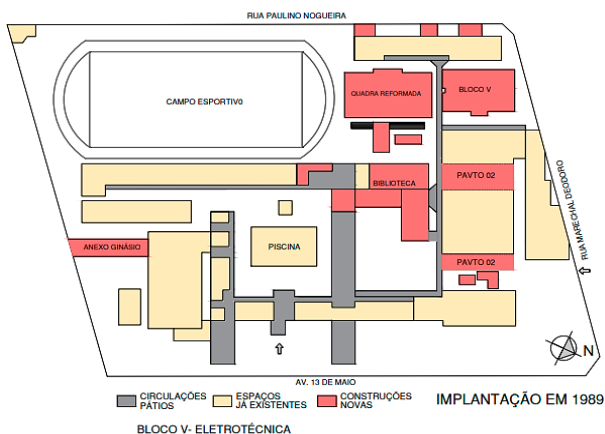 RUA PAULINO NOGUEIRA
CAMPO ESPORTIVO
QUADRA REFORMADA
BLOCO V
BIBLIOTECA
PAVTO 02
RUA MARECHAL DEODORO
ANEXO GINÁSIO
PISCINA
PAVTO 02
N
AV. 13 DE MAIO
CIRCULAÇÕES
PÁTIOS
ESPAÇOS
JÁ EXISTENTES
CONSTRUÇÕES
NOVAS
IMPLANTAÇÃO EM 1989
BLOCO V- ELETROTÉCNICA